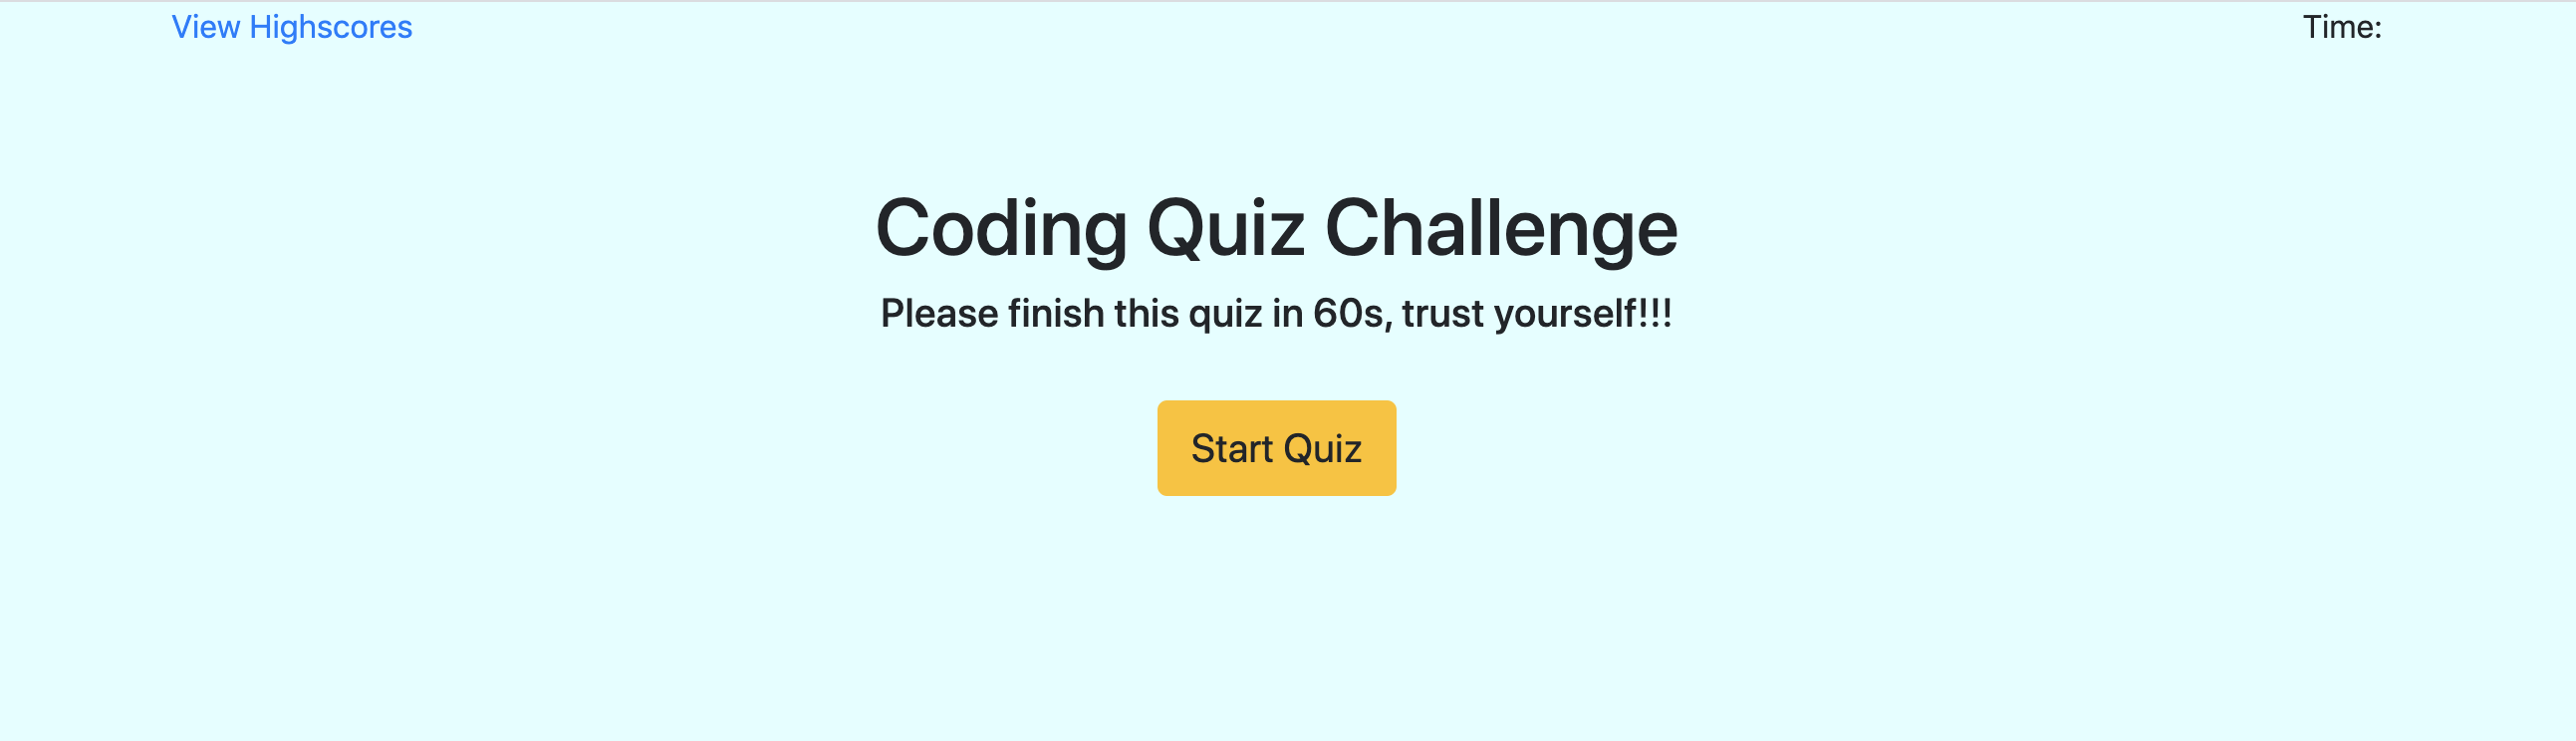 View Highscores
Time:
Coding Quiz Challenge
Please finish this quiz in 60s, trust yourself!!!
Start Quiz